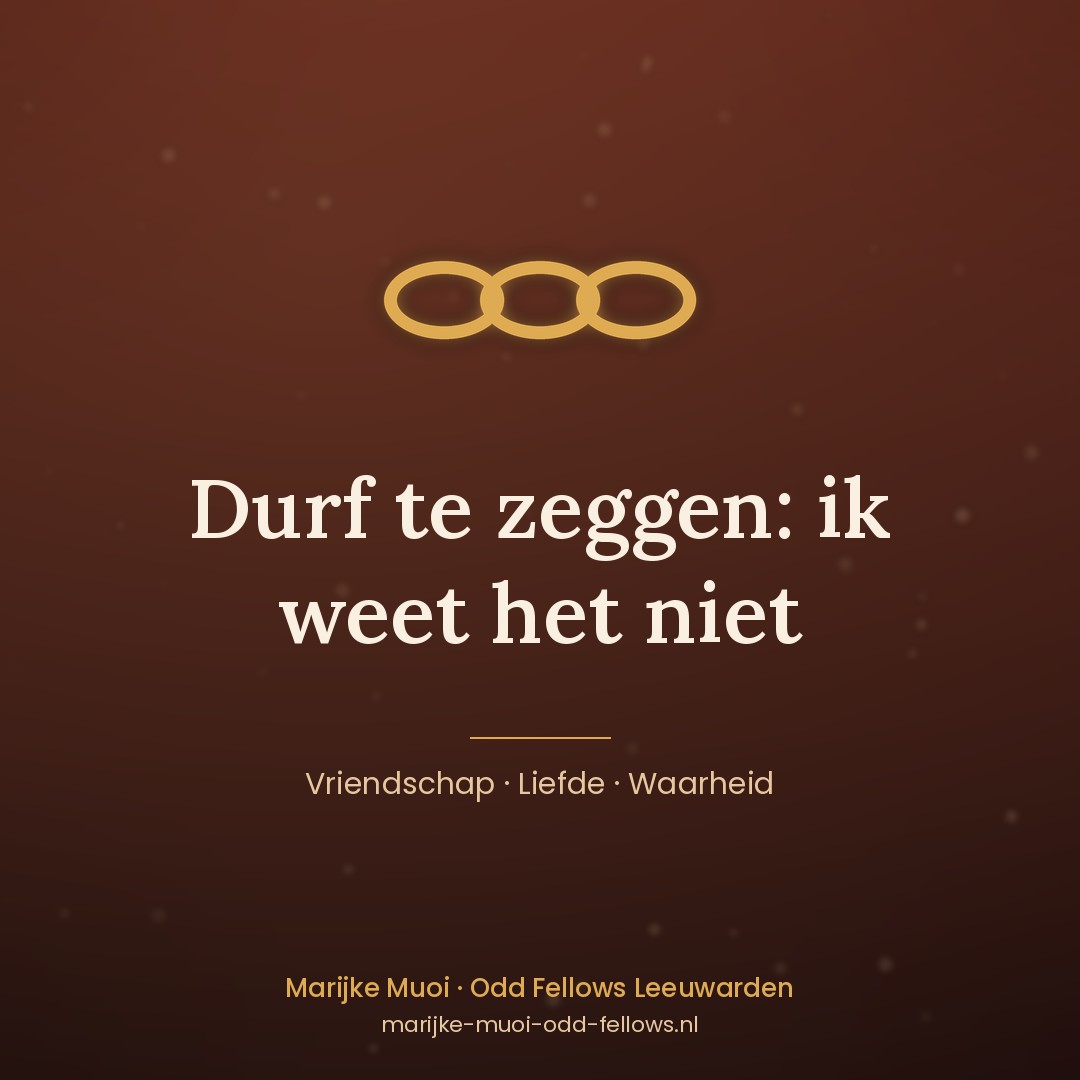 Durf te zeggen: ik
weet het niet
Vriendschap · Liefde · Waarheid
Marijke Muoi · Odd Fellows Leeuwarden
marijke-muoi-odd-fellows.nl